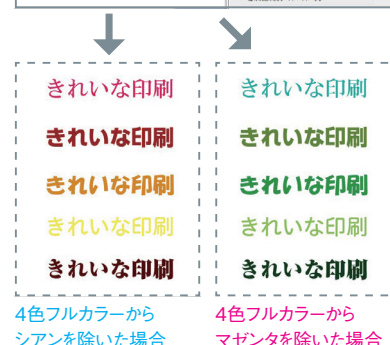 きれいな印刷
きれいな印刷
きれいな印刷
きれいな印刷
きれいな印刷
4色フルカラーから
シアンを除いた場合
きれいな印刷
きれいな印刷
きれいな印刷
きれいな印刷
きれいな印刷
4色フルカラーから
マゼンタを除いた場合